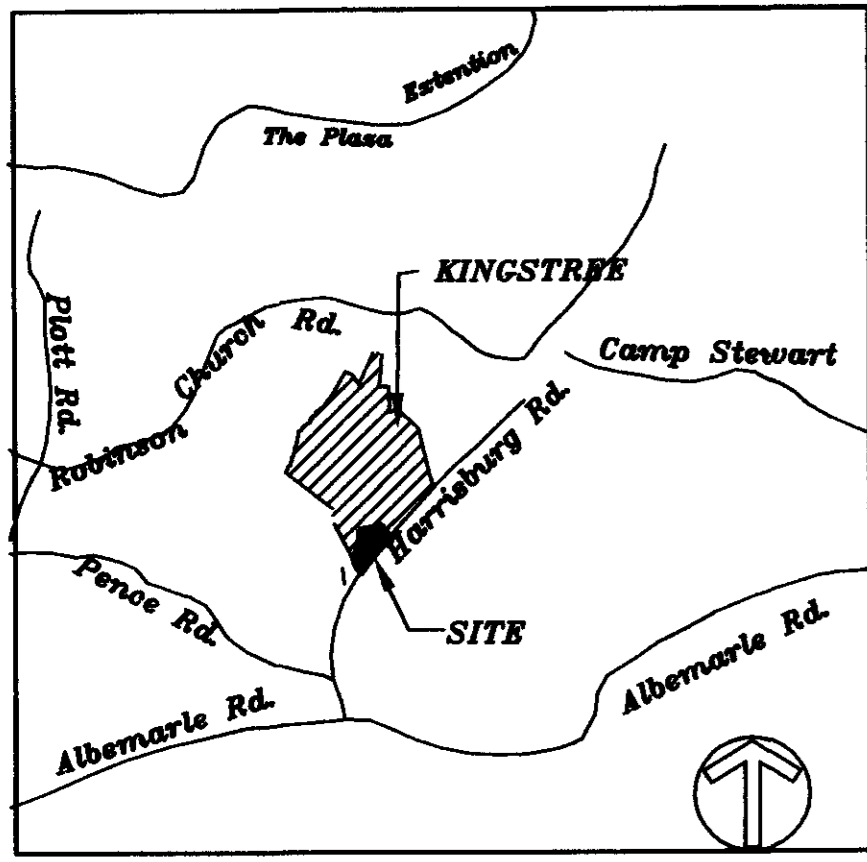 Extention
The Plaza
KINGSTREE
Plott Rd.
Robinson Church Rd.
Camp Stewart
Harrisburg Rd.
Pence Rd.
SITE
Albemarle Rd.
Albemarle Rd.